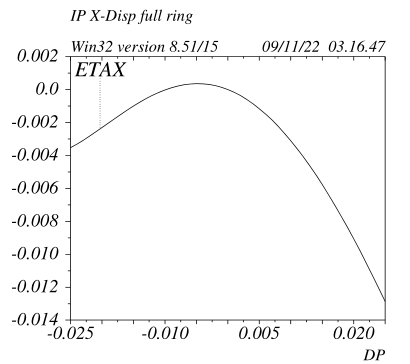 IP X-Disp full ring
Win32 version 8.51/15 09/11/22 03.16.47
ETAX
0.002
0.0
-0.002
-0.004
-0.006
-0.008
-0.010
-0.012
-0.014
-0.025 -0.010 0.005 0.020
DP